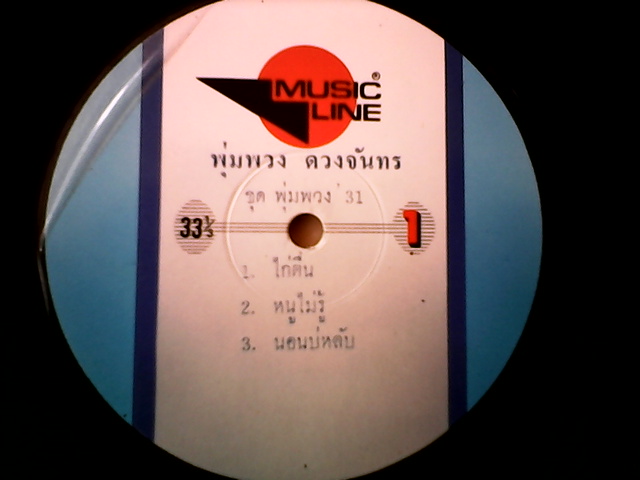 MUSIC®
LINE
พุ่มพวง ดวงจันทร
ชุด พุ่มพวง' 31
33⅓
1
1. ไก่ตื่น
2. หนูไม่รู้
3. นอนบ่หลับ